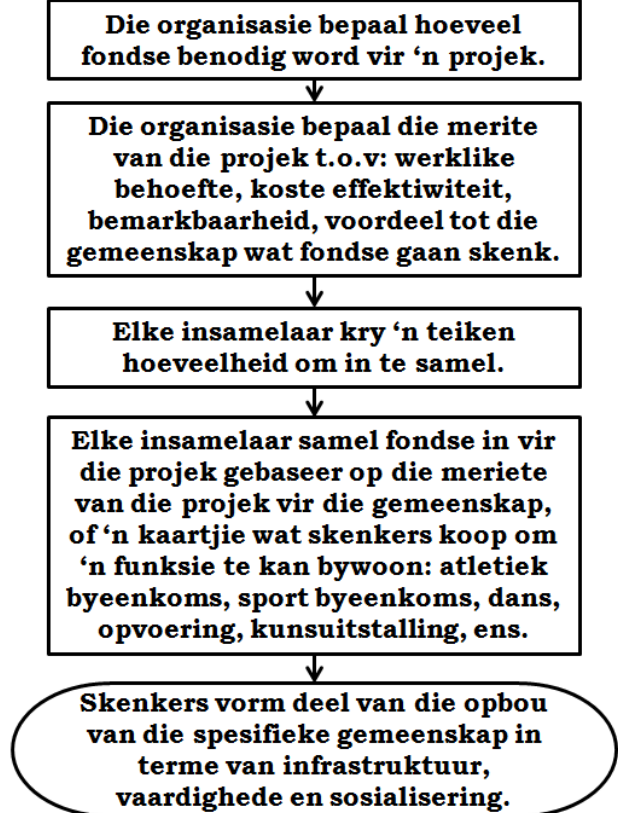 Die organisasie bepaal hoeveel
fondse benodig word vir ‘n projek.
Die organisasie bepaal die merite
van die projek t.o.v: werklike
behoefte, koste effektiwiteit,
bemarkbaarheid, voordeel tot die
gemeenskap wat fondse gaan skenk.
Elke insamelaar kry ‘n teiken
hoeveelheid om in te samel.
Elke insamelaar samel fondse in vir
die projek gebaseer op die meriete
van die projek vir die gemeenskap,
of ‘n kaartjie wat skenkers koop om
‘n funksie te kan bywoon: atletiek
byeenkoms, sport byeenkoms, dans,
opvoering, kunsuitstalling, ens.
Skenkers vorm deel van die opbou
van die spesifieke gemeenskap in
terme van infrastruktuur,
vaardighede en sosialisering.